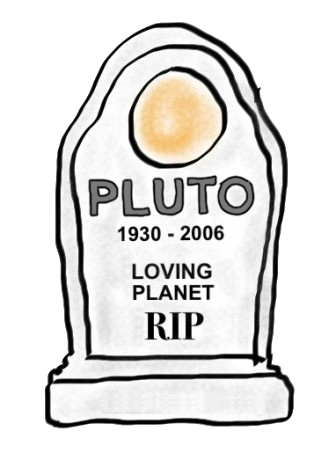 PLUTO
1930 - 2006
LOVING
PLANET
RIP